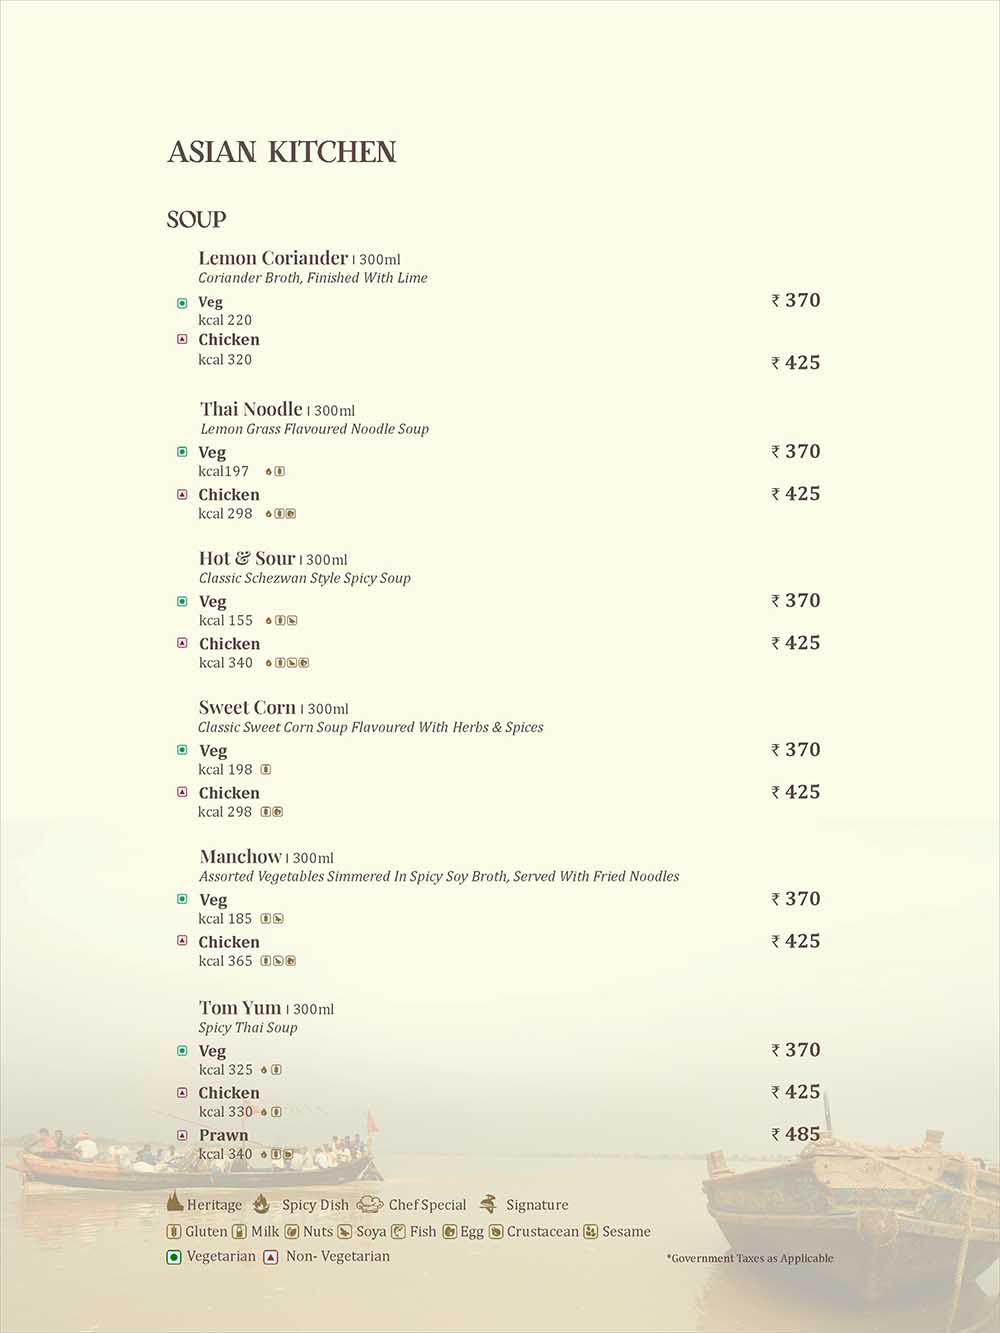 ASIAN KITCHEN
SOUP
Lemon Coriander | 300ml
Coriander Broth, Finished With Lime
Veg ₹ 370
kcal 220
Chicken
kcal 320 ₹ 425
Thai Noodle | 300ml
Lemon Grass Flavoured Noodle Soup
Veg ₹ 370
kcal197
Chicken ₹ 425
kcal 298
Hot & Sour | 300ml
Classic Schezwan Style Spicy Soup
Veg ₹ 370
kcal 155
Chicken ₹ 425
kcal 340
Sweet Corn | 300ml
Classic Sweet Corn Soup Flavoured With Herbs & Spices
Veg ₹ 370
kcal 198
Chicken ₹ 425
kcal 298
Manchow | 300ml
Assorted Vegetables Simmered In Spicy Soy Broth, Served With Fried Noodles
Veg ₹ 370
kcal 185
Chicken ₹ 425
kcal 365
Tom Yum | 300ml
Spicy Thai Soup
Veg ₹ 370
kcal 325
Chicken ₹ 425
kcal 330
Prawn ₹ 485
kcal 340
Heritage Spicy Dish Chef Special Signature
Gluten Milk Nuts Soya Fish Egg Crustacean Sesame
Vegetarian Non- Vegetarian *Government Taxes as Applicable